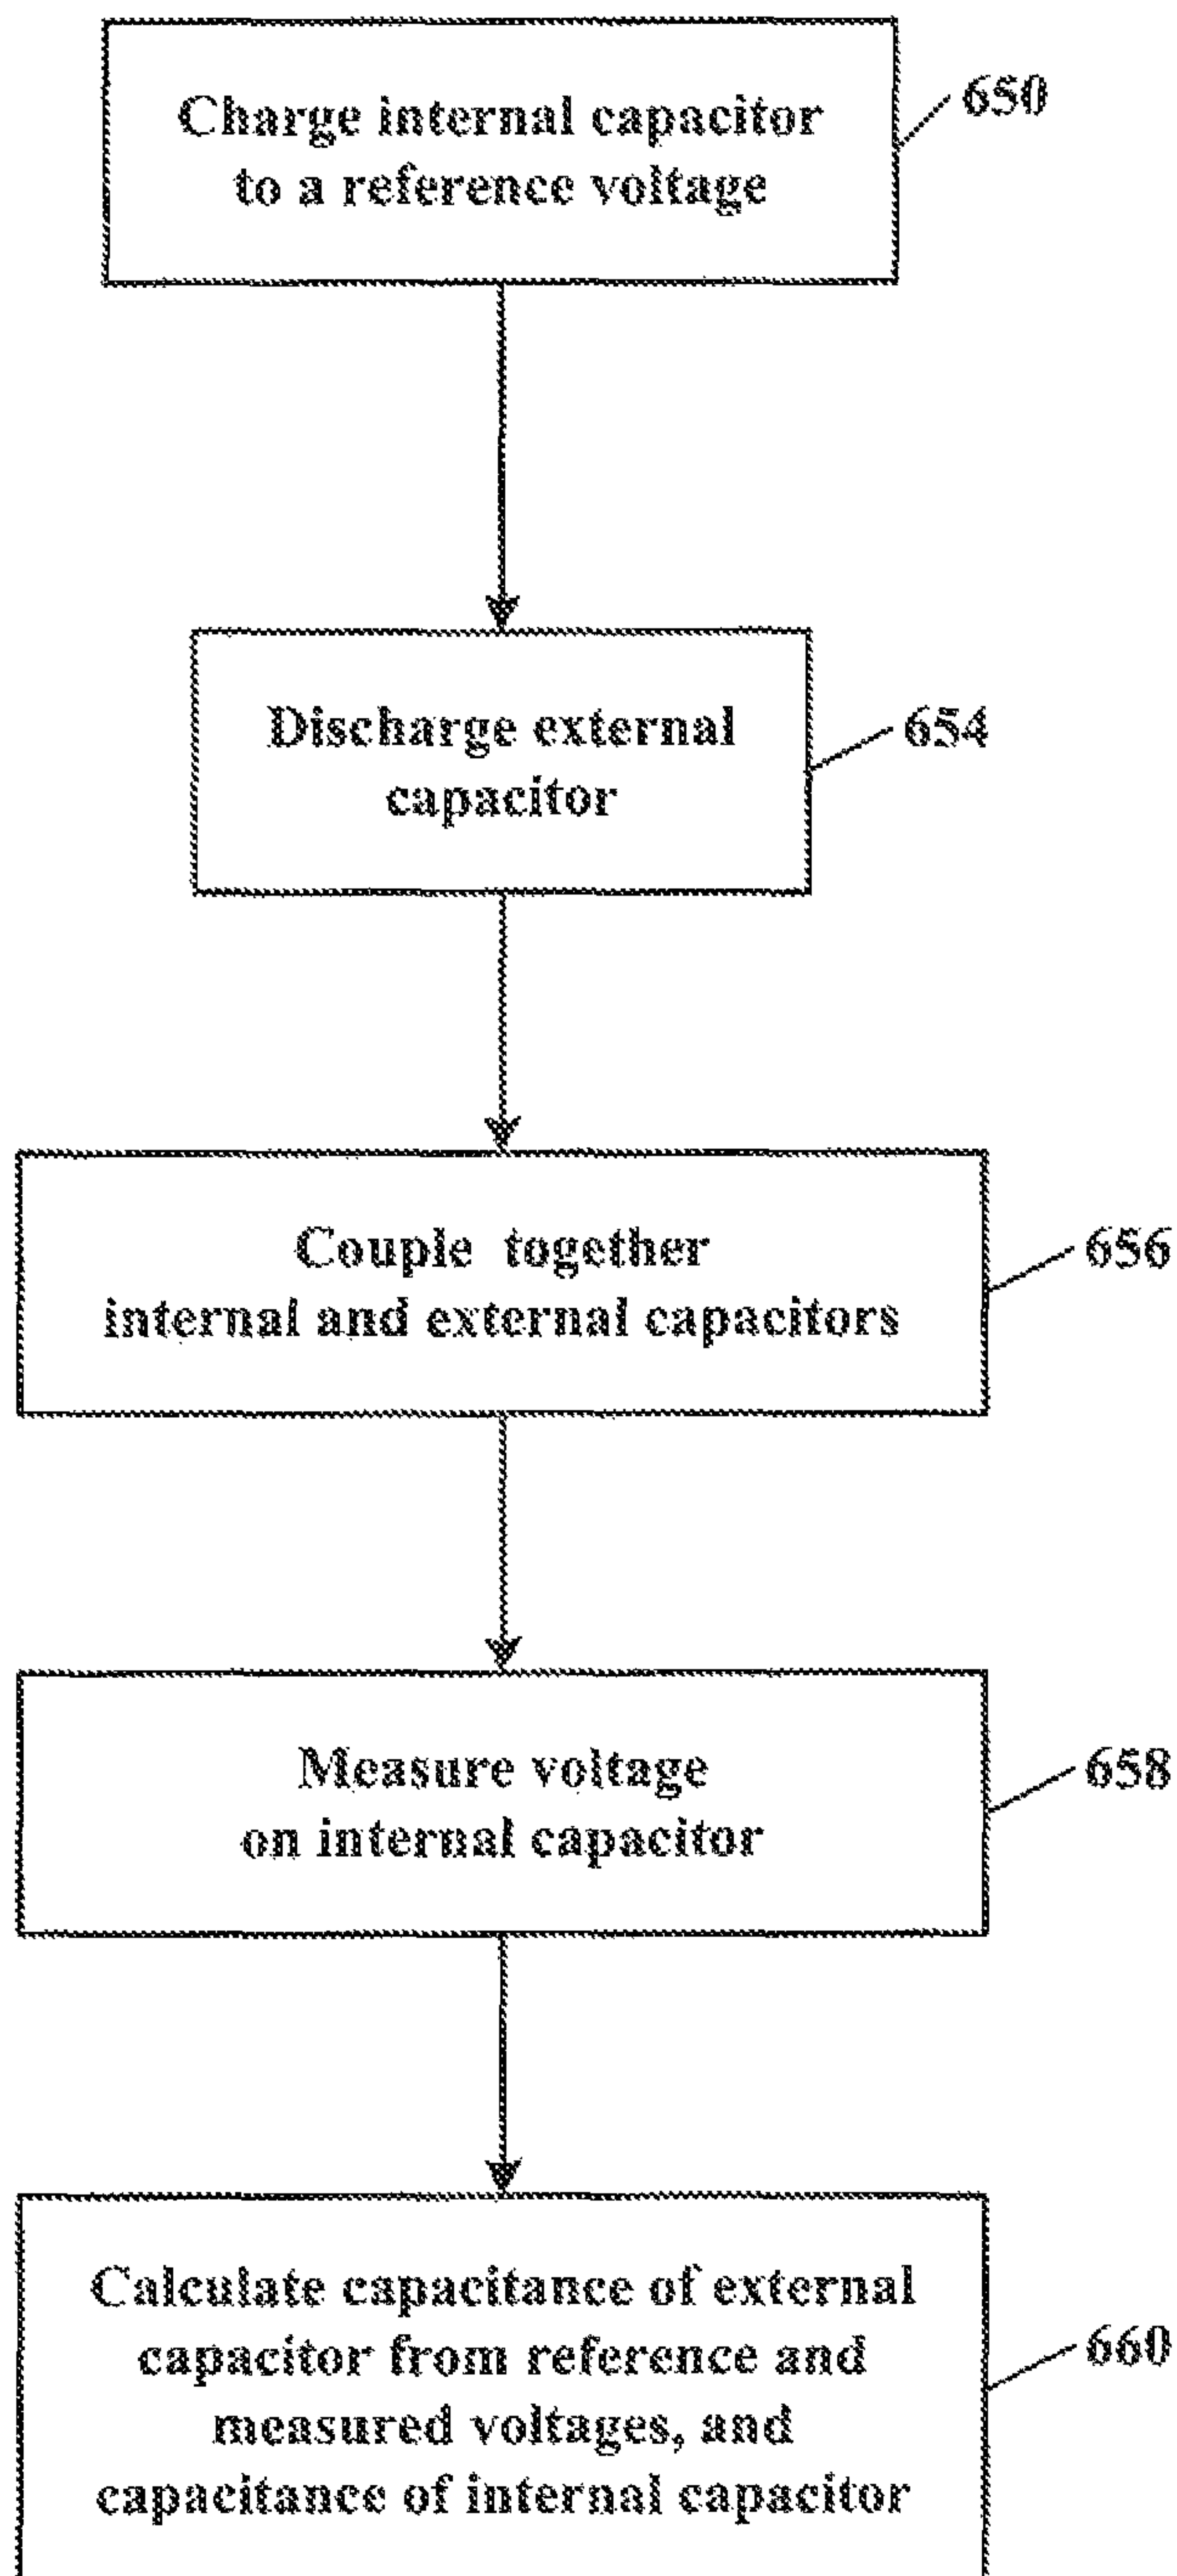 Charge internal capacitor
to a reference voltage
650
Discharge external
capacitor
654
Couple together
internal and external capacitors
656
Measure voltage
on internal capacitor
658
Calculate capacitance of external
capacitor from reference and
measured voltages, and
capacitance of internal capacitor
660